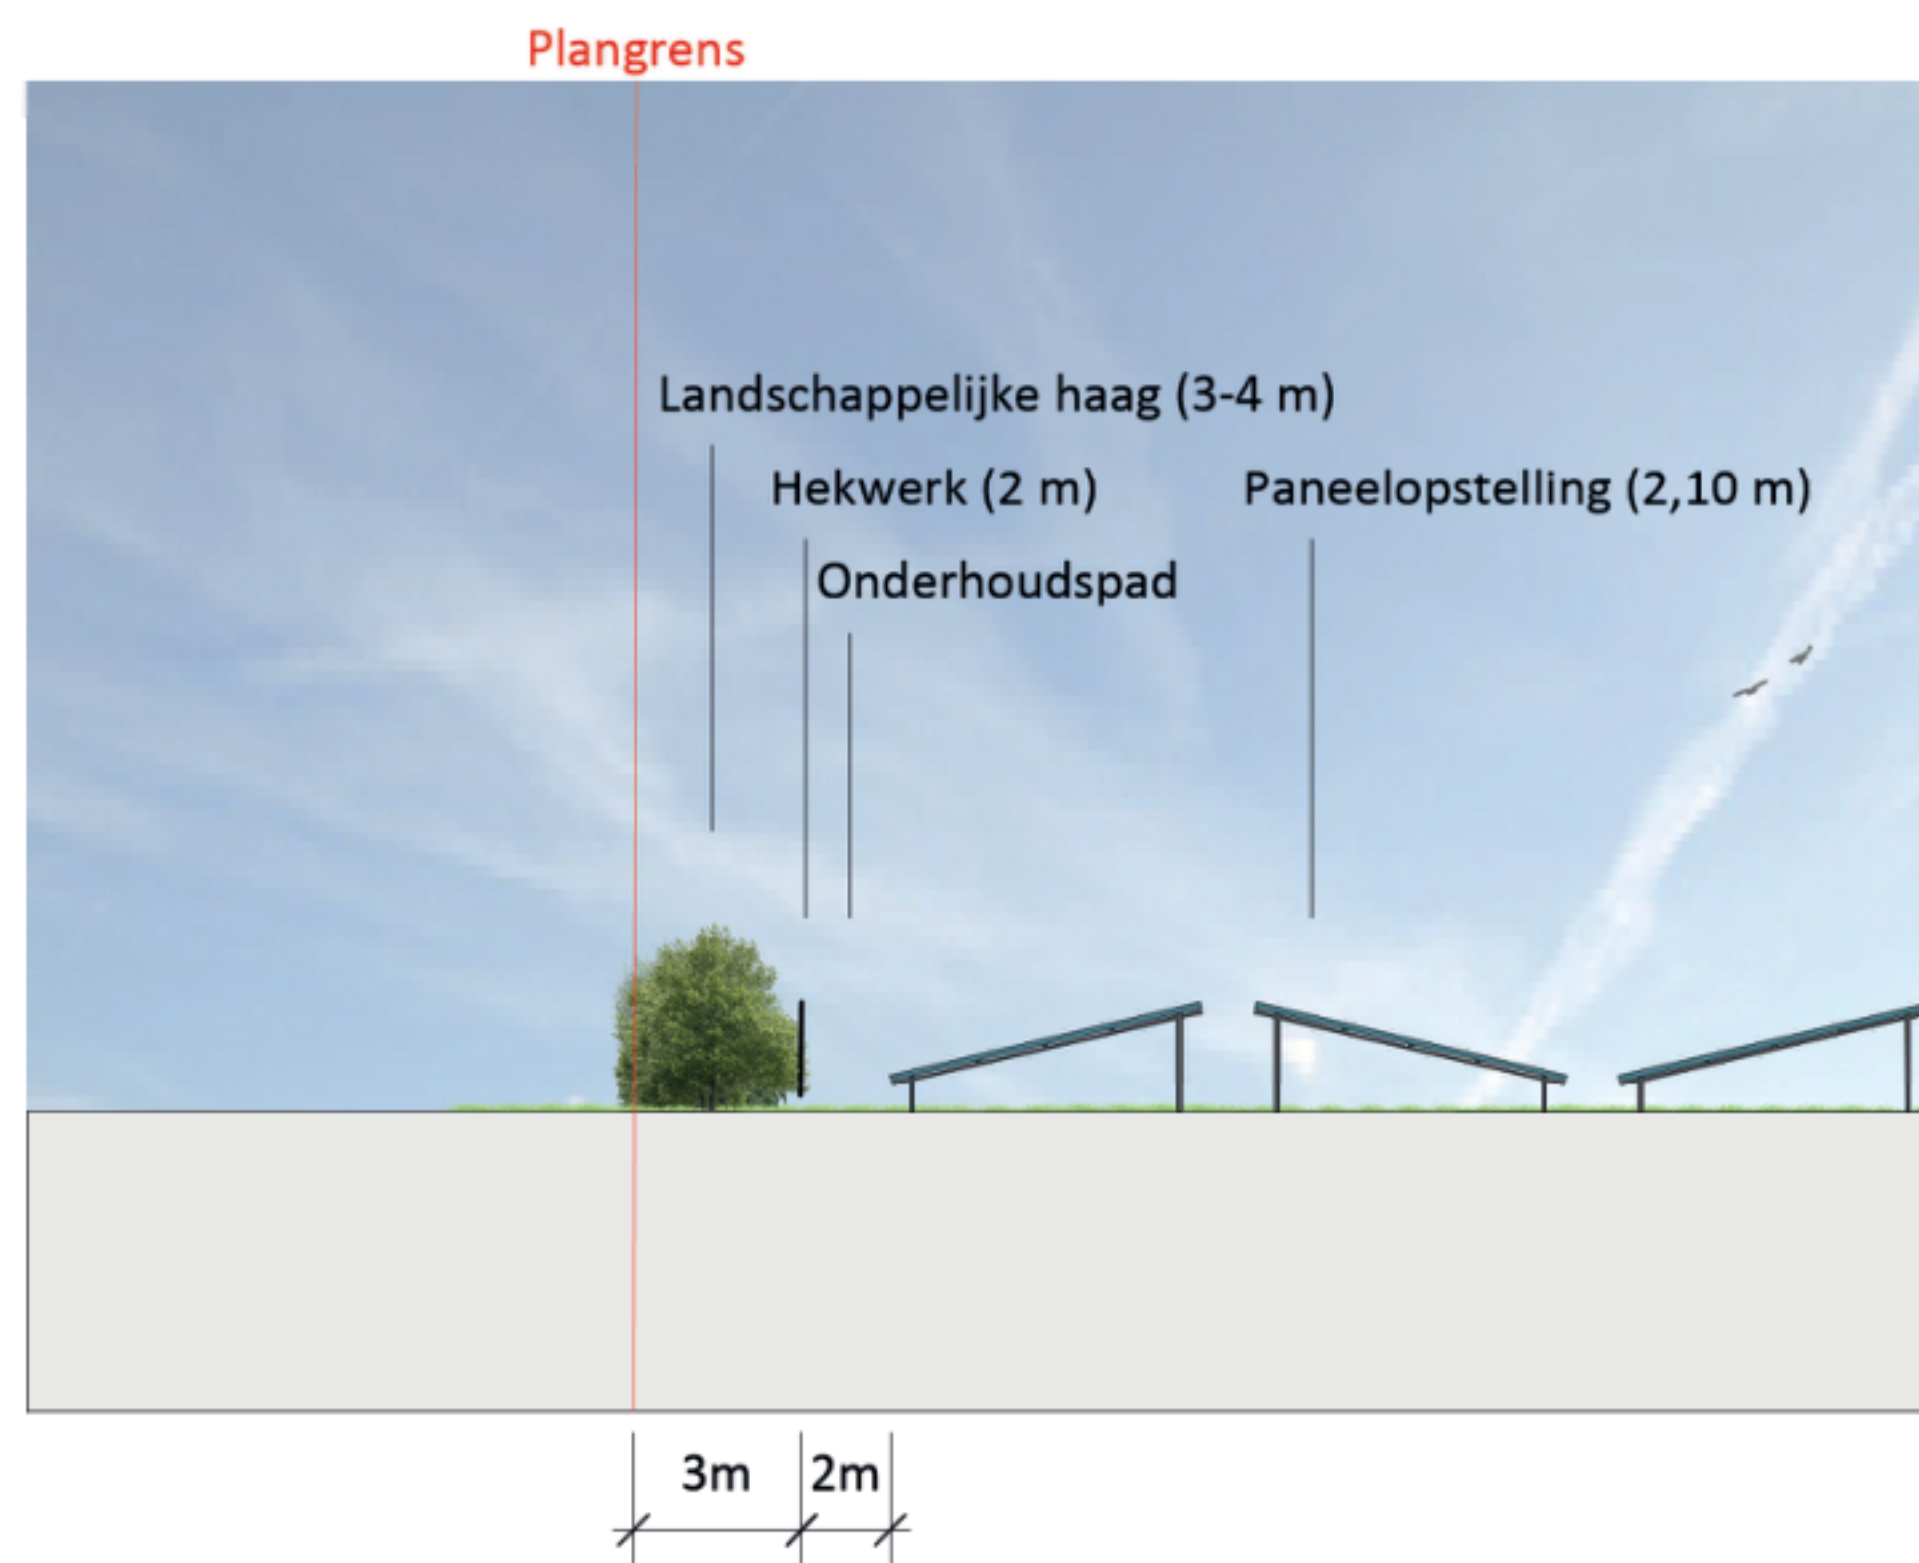 Plangrens
Landschappelijke haag (3-4 m)
Hekwerk (2 m)
Paneelopstelling (2,10 m)
Onderhoudspad
3m
2m